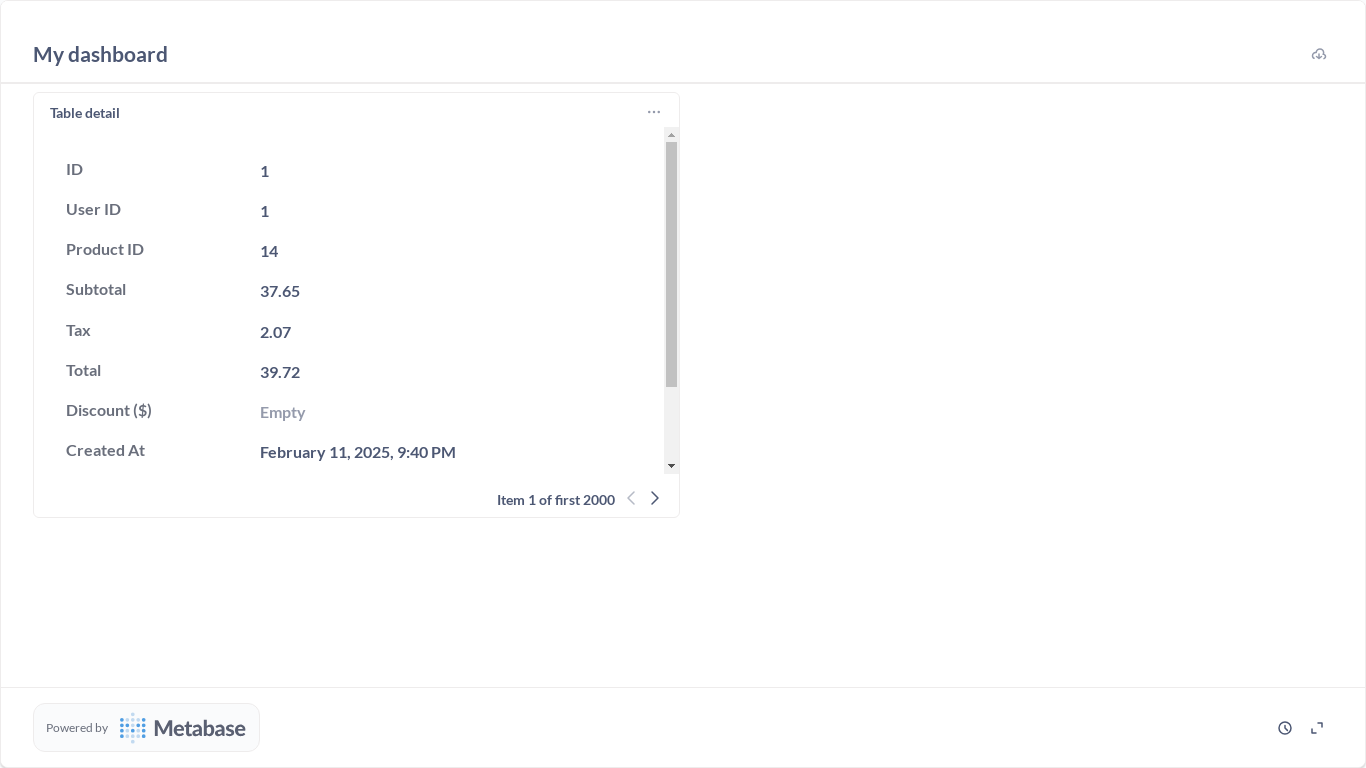 My dashboard
Table detail
ID 1
User ID 1
Product ID 14
Subtotal 37.65
Tax 2.07
Total 39.72
Discount ($) Empty
Created At February 11, 2025, 9:40 PM
Item 1 of first 2000
Powered by Metabase